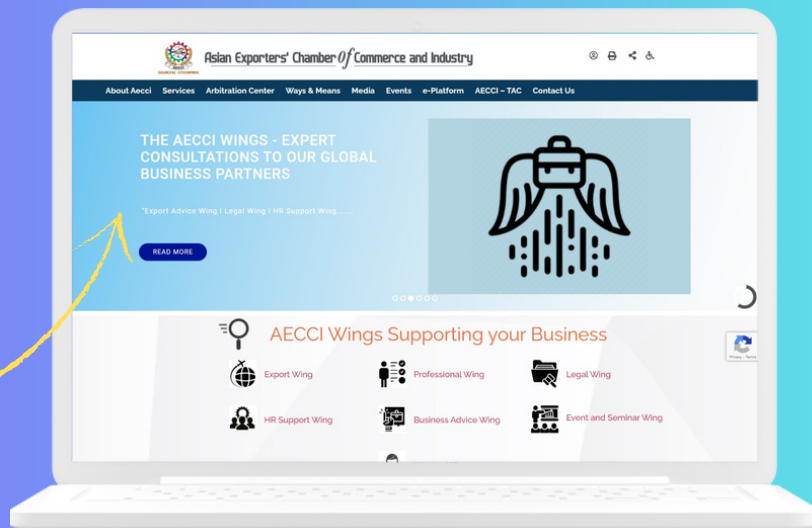 Asian Exporters' Chamber Of Commerce and Industry
About Aecci Services Arbitration Center Ways & Means Media Events e-Platform AECCI – TAC Contact Us
THE AECCI WINGS - EXPERT
CONSULTATIONS TO OUR GLOBAL
BUSINESS PARTNERS
"Export Advice Wing I Legal Wing I HR Support Wing.......
READ MORE
AECCI Wings Supporting your Business
Export Wing Professional Wing Legal Wing
HR Support Wing Business Advice Wing Event and Seminar Wing
Privacy - Terms